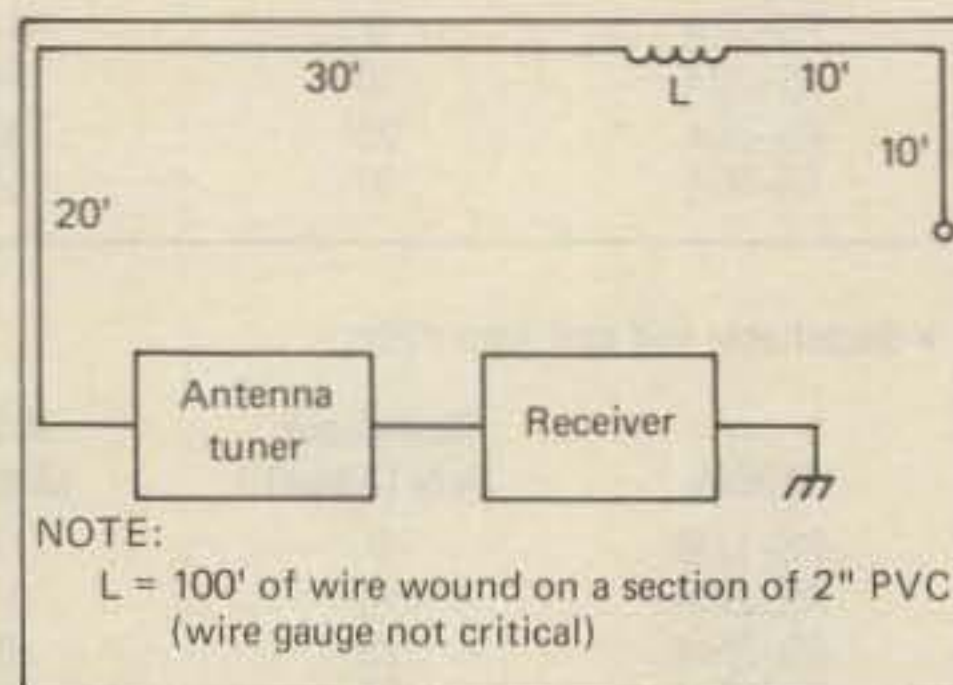 30'
L
10'
10'
20'
Antenna
tuner
Receiver
NOTE:
L = 100' of wire wound on a section of 2" PVC
(wire gauge not critical)